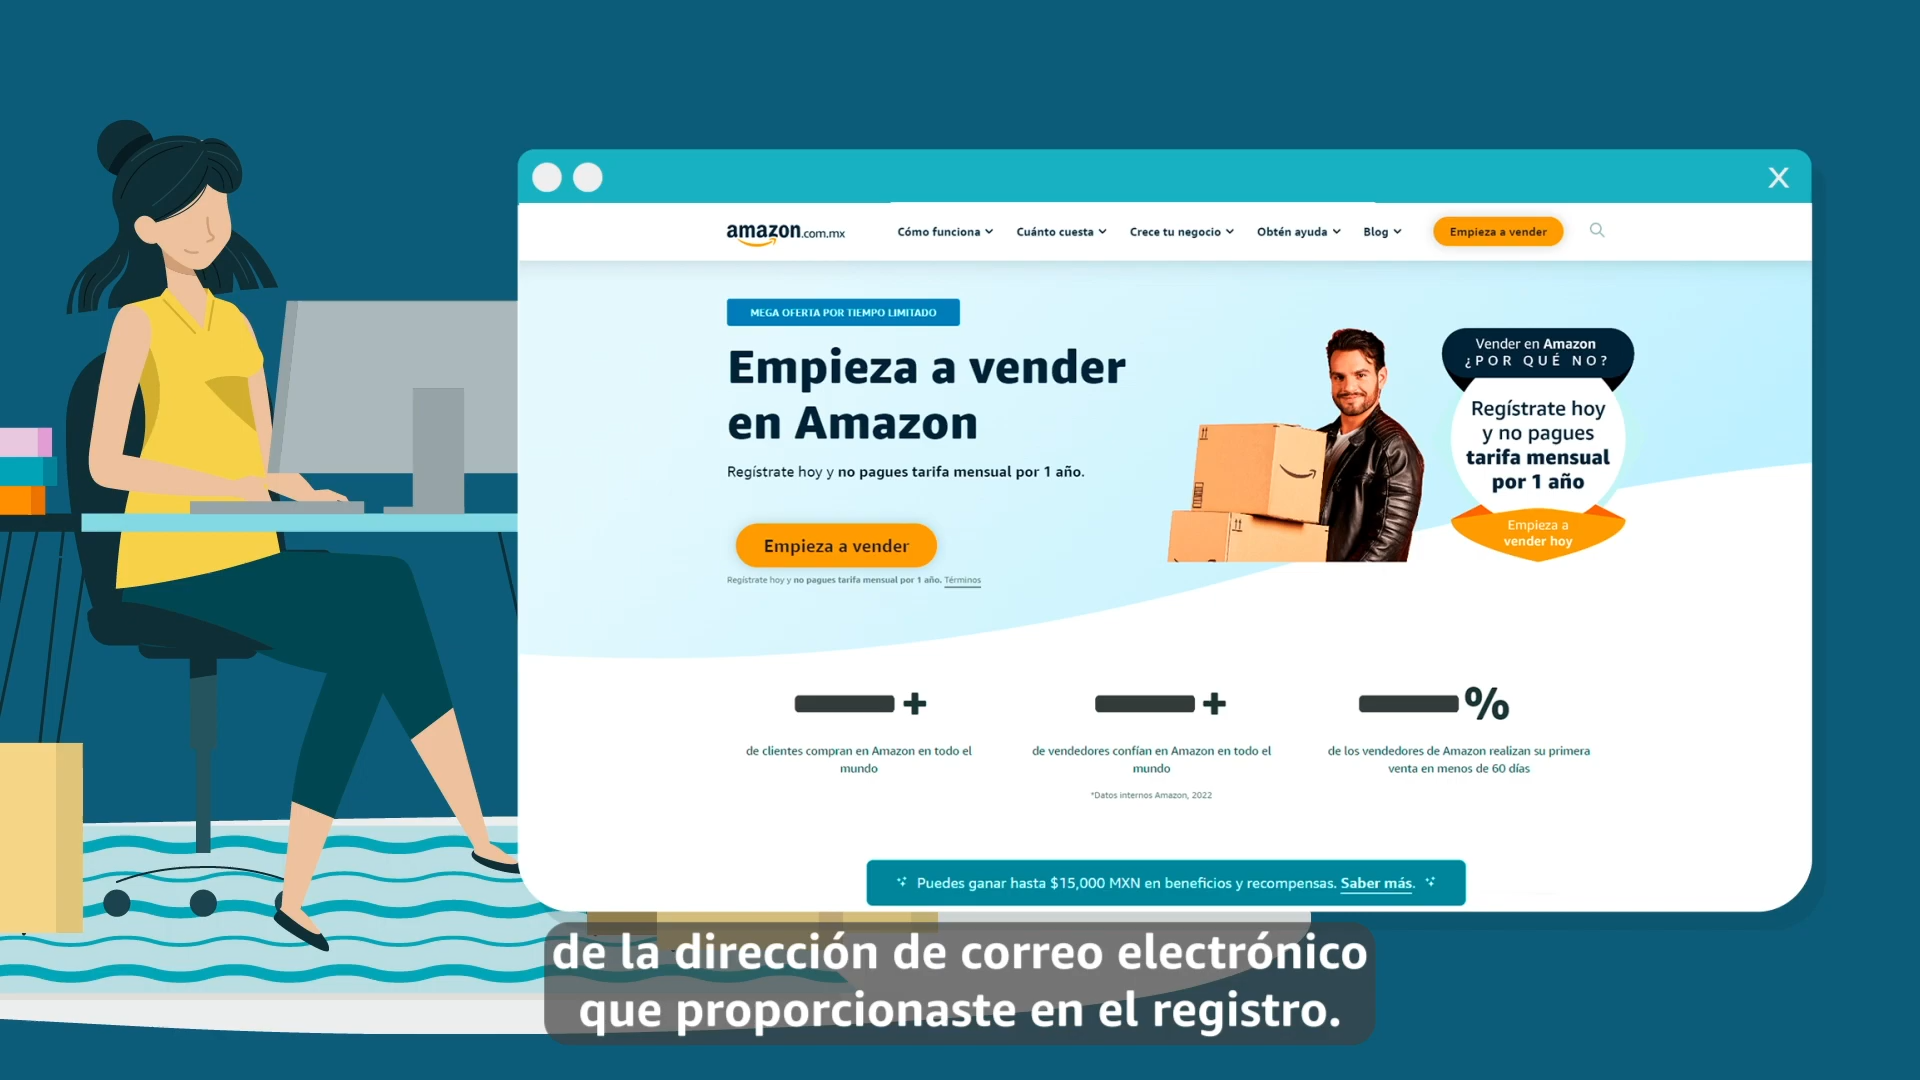 X
amazon.com.mx
Cómo funciona
Cuánto cuesta
Crece tu negocio
Obtén ayuda
Blog
Empieza a vender
MEGA OFERTA POR TIEMPO LIMITADO
Empieza a vender
en Amazon
Regístrate hoy y no pagues tarifa mensual por 1 año.
Empieza a vender
Regístrate hoy y no pagues tarifa mensual por 1 año. Términos
Vender en Amazon
¿POR QUÉ NO?
Regístrate hoy
y no pagues
tarifa mensual
por 1 año
Empieza a
vender hoy
+
de clientes compran en Amazon en todo el
mundo
+
de vendedores confían en Amazon en todo el
mundo
%
de los vendedores de Amazon realizan su primera
venta en menos de 60 días
*Datos internos Amazon, 2022
Puedes ganar hasta $15,000 MXN en beneficios y recompensas. Saber más.
de la dirección de correo electrónico
que proporcionaste en el registro.